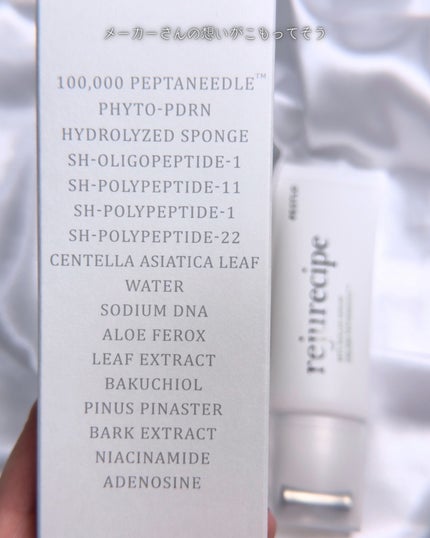 メーカーさんの想いがこもってそう
100,000 PEPTANEEDLE™
PHYTO-PDRN
HYDROLYZED SPONGE
SH-OLIGOPEPTIDE-1
SH-POLYPEPTIDE-11
SH-POLYPEPTIDE-1
SH-POLYPEPTIDE-22
CENTELLA ASIATICA LEAF
WATER
SODIUM DNA
ALOE FEROX
LEAF EXTRACT
BAKUCHIOL
PINUS PINASTER
BARK EXTRACT
NIACINAMIDE
ADENOSINE
rejurecipe